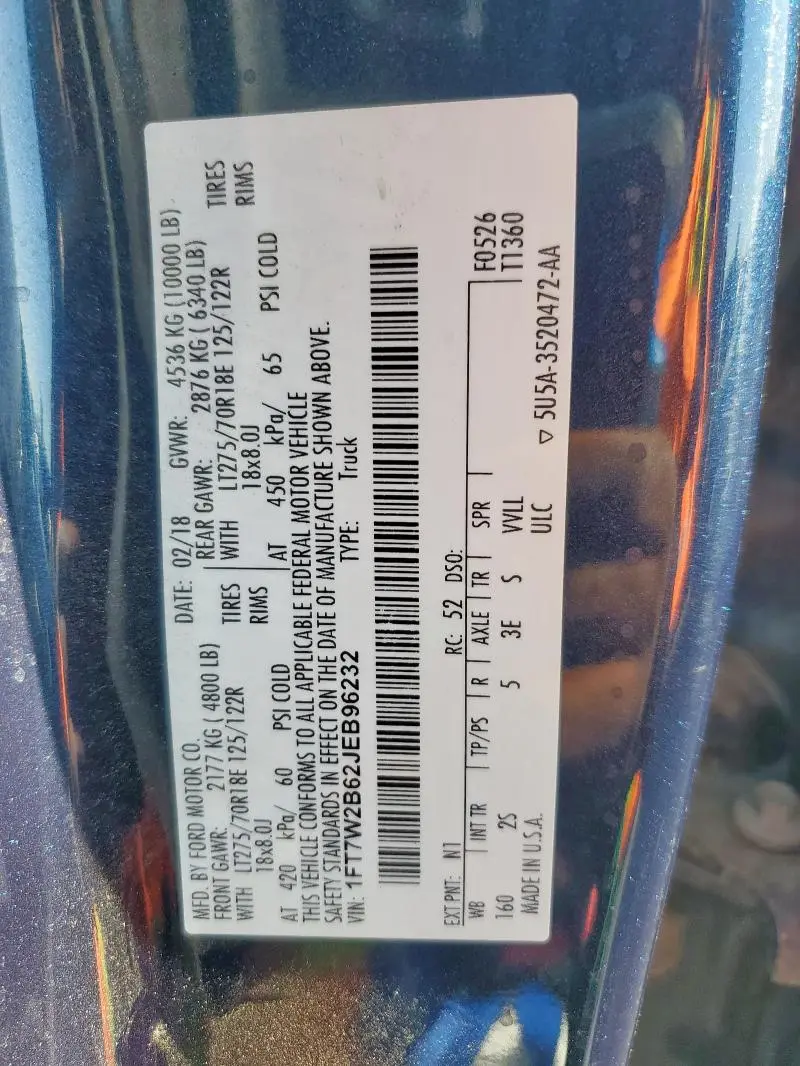 MFD. BY FORD MOTOR CO.
DATE: 02/18 GVWR: 4536 KG (10000 LB)
FRONT GAWR: 2177 KG ( 4800 LB) REAR GAWR: 2876 KG ( 6340 LB)
WITH LT275/70R18E 125/122R TIRES WITH LT275/70R18E 125/122R TIRES
18x8.0J RIMS 18x8.0J RIMS
AT 420 kPa/ 60 PSI COLD AT 450 kPa/ 65 PSI COLD
THIS VEHICLE CONFORMS TO ALL APPLICABLE FEDERAL MOTOR VEHICLE
SAFETY STANDARDS IN EFFECT ON THE DATE OF MANUFACTURE SHOWN ABOVE.
VIN: 1FT7W2B62JEB96232 TYPE: Truck
EXT PNT: N1 RC: 52 DSO: F0526
WB INT TR TP/PS R AXLE TR SPR T1360
160 2S 5 3E S VVLL
MADE IN U.S.A. ULC ▽ 5U5A-3520472-AA